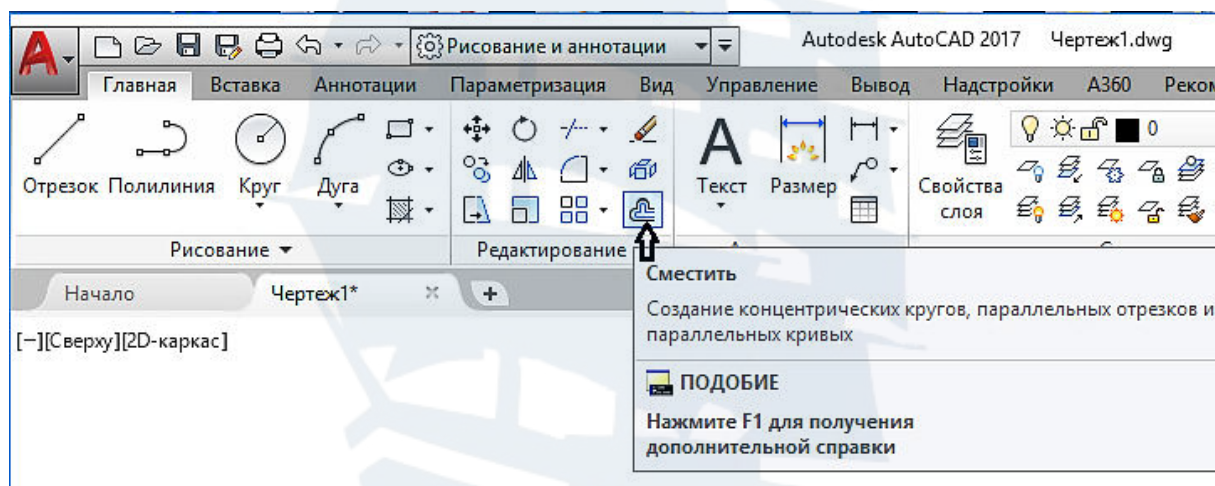 Рисование и аннотации
Autodesk AutoCAD 2017 Чертеж1.dwg
Главная Вставка Аннотации Параметризация Вид Управление Вывод Надстройки A360
Отрезок Полилиния Круг Дуга
Текст Размер
Свойства
слоя
0
Рисование
Редактирование
Начало Чертеж1*
[−][Сверху][2D-каркас]
Сместить
Создание концентрических кругов, параллельных отрезков и
параллельных кривых
ПОДОБИЕ
Нажмите F1 для получения
дополнительной справки